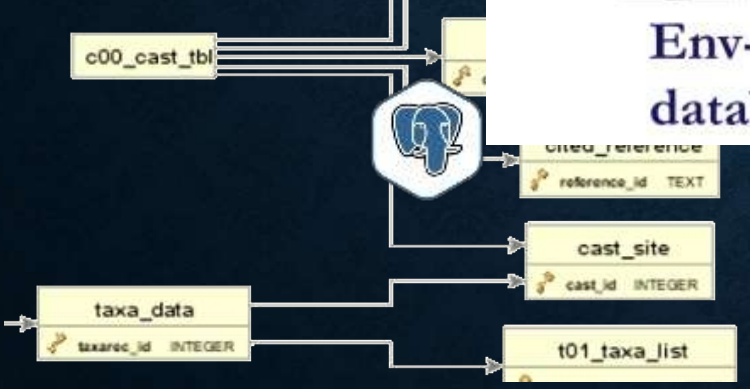 c00_cast_tbl
Env-
data
cited_reference
reference_id TEXT
cast_site
cast_id INTEGER
taxa_data
taxarec_id INTEGER
t01_taxa_list